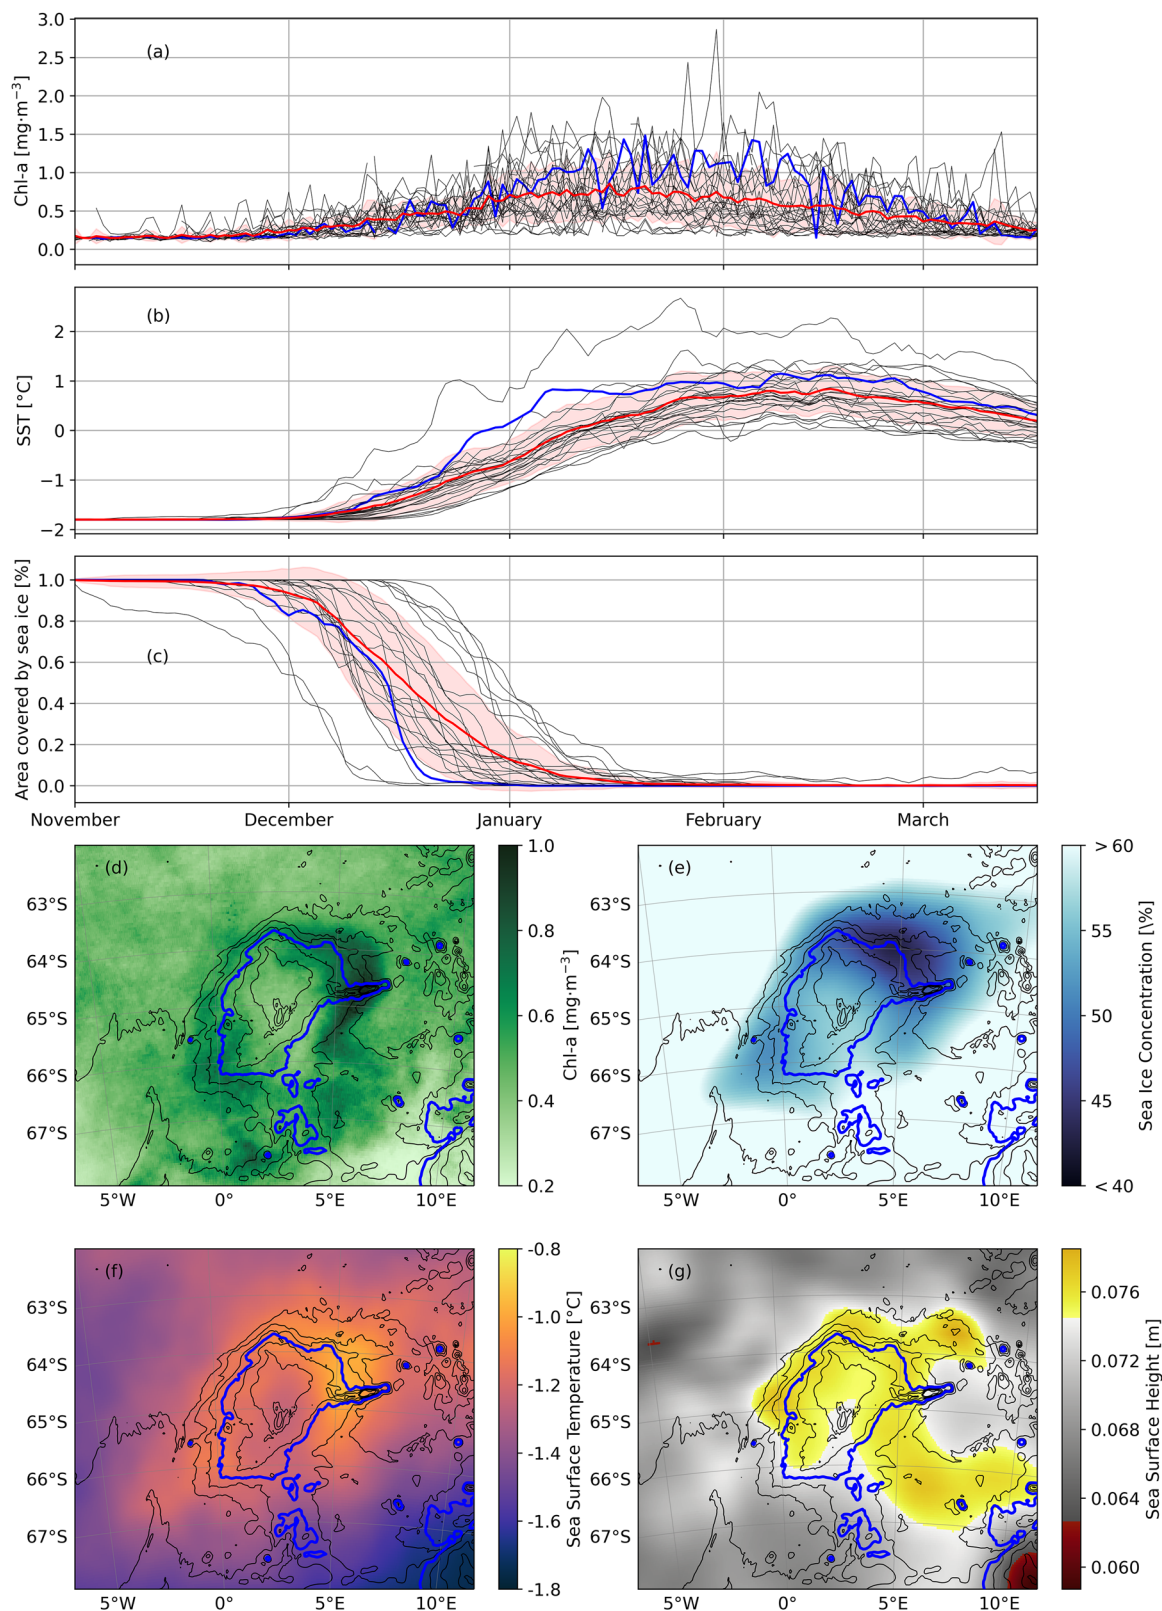 3.0
2.5
2.0
1.5
1.0
0.5
0.0
Chl-a [mg·m⁻³]
(a)
2
1
0
−1
−2
SST [°C]
(b)
1.0
0.8
0.6
0.4
0.2
0.0
Area covered by sea ice [%]
(c)
November December January February March
(d)
63°S
64°S
65°S
66°S
67°S
5°W 0° 5°E 10°E
1.0
0.8
0.6
0.4
0.2
Chl-a [mg·m⁻³]
(e)
63°S
64°S
65°S
66°S
67°S
5°W 0° 5°E 10°E
> 60
55
50
45
< 40
Sea Ice Concentration [\%]
(f)
63°S
64°S
65°S
66°S
67°S
5°W 0° 5°E 10°E
-0.8
-1.0
-1.2
-1.4
-1.6
-1.8
Sea Surface Temperature [°C]
(g)
63°S
64°S
65°S
66°S
67°S
5°W 0° 5°E 10°E
0.076
0.072
0.068
0.064
0.060
Sea Surface Height [m]